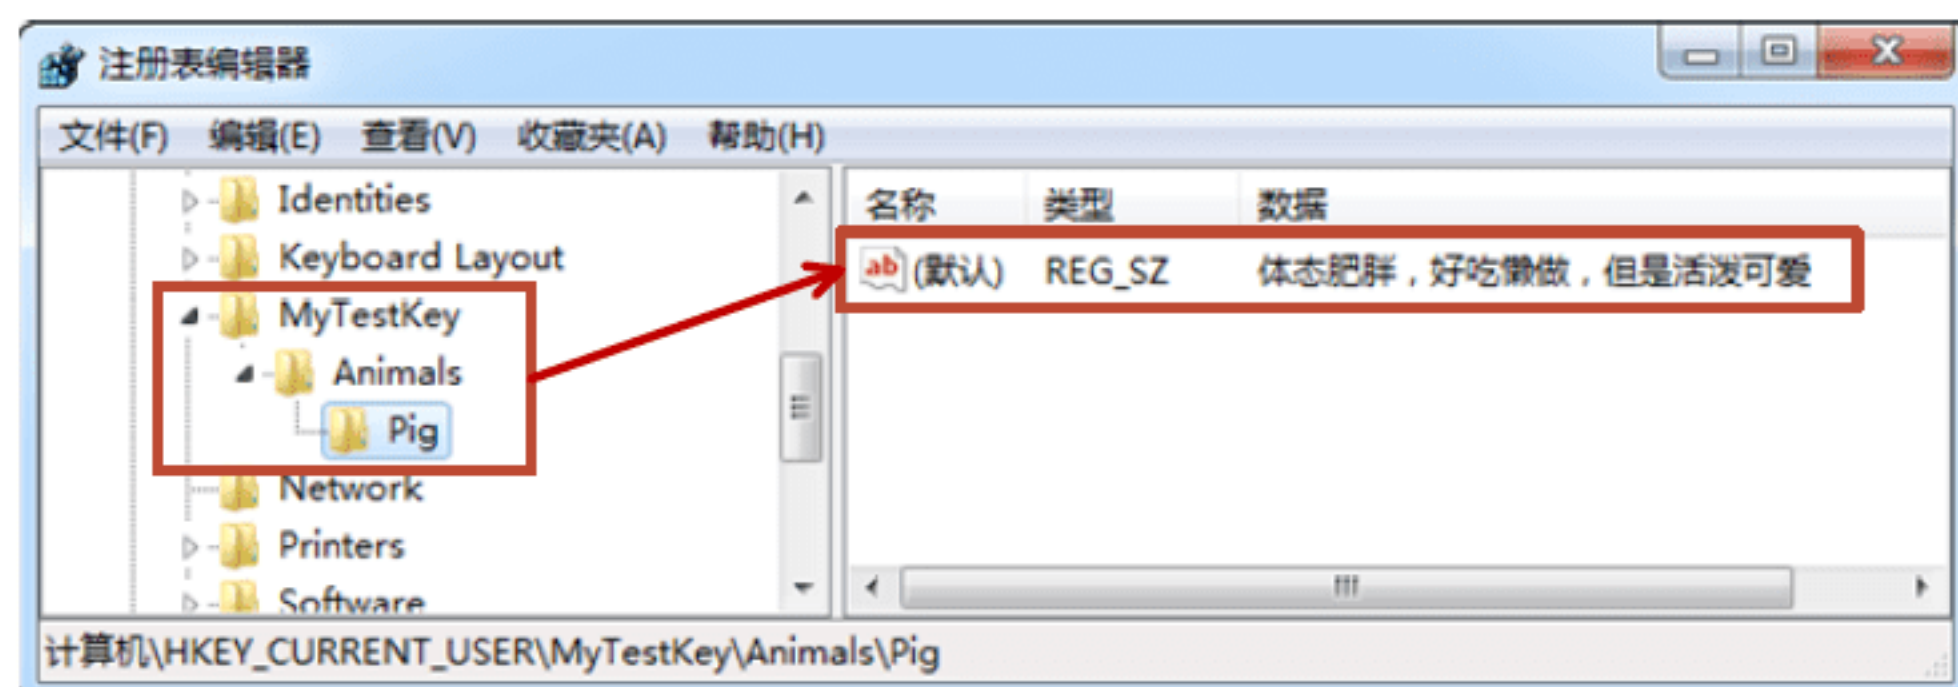 注册表编辑器
文件(F) 编辑(E) 查看(V) 收藏夹(A) 帮助(H)
Identities
Keyboard Layout
MyTestKey
Animals
Pig
Network
Printers
Software
名称 类型 数据
ab (默认) REG_SZ 体态肥胖，好吃懒做，但是活泼可爱
计算机\HKEY_CURRENT_USER\MyTestKey\Animals\Pig